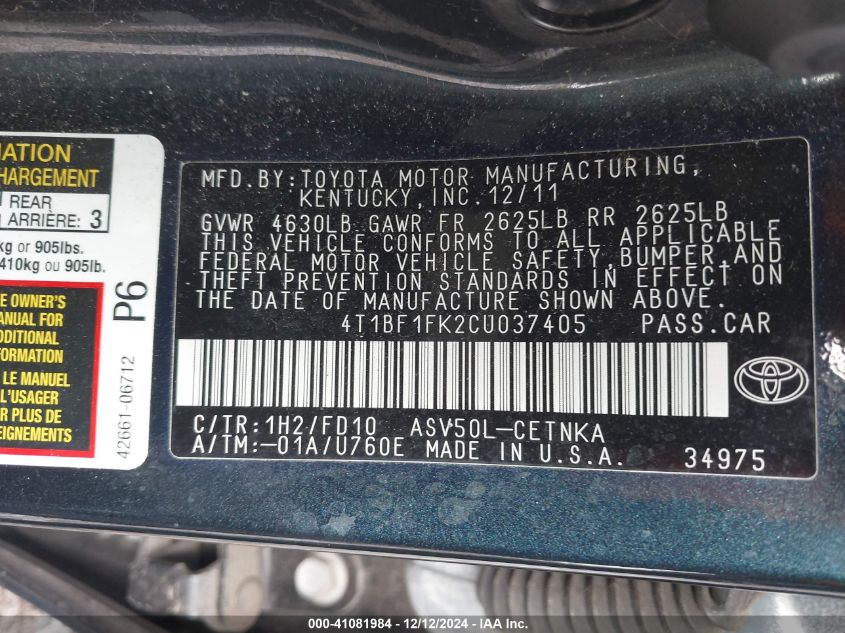 MATION
CHARGEMENT
REAR
ARRIÈRE: 3
kg or 905lbs.
410kg ou 905lb.
E OWNER'S
ANUAL FOR
DDITIONAL
FORMATION
LE MANUEL
L'USAGER
R PLUS DE
EIGNEMENTS
P6
42661-06712
MFD.BY:TOYOTA MOTOR MANUFACTURING,
KENTUCKY,INC.12/11
GVWR 4630LB GAWR FR 2625LB RR 2625LB
THIS VEHICLE CONFORMS TO ALL APPLICABLE
FEDERAL MOTOR VEHICLE SAFETY,BUMPER,AND
THEFT PREVENTION STANDARDS IN EFFECT ON
THE DATE OF MANUFACTURE SHOWN ABOVE.
4T1BF1FK2CU037405 PASS.CAR
C/TR:1H2/FD10 ASV50L-CETNKA
A/TM:-01A/U760E MADE IN U.S.A. 34975
000-41081984 - 12/12/2024 - IAAI.COM